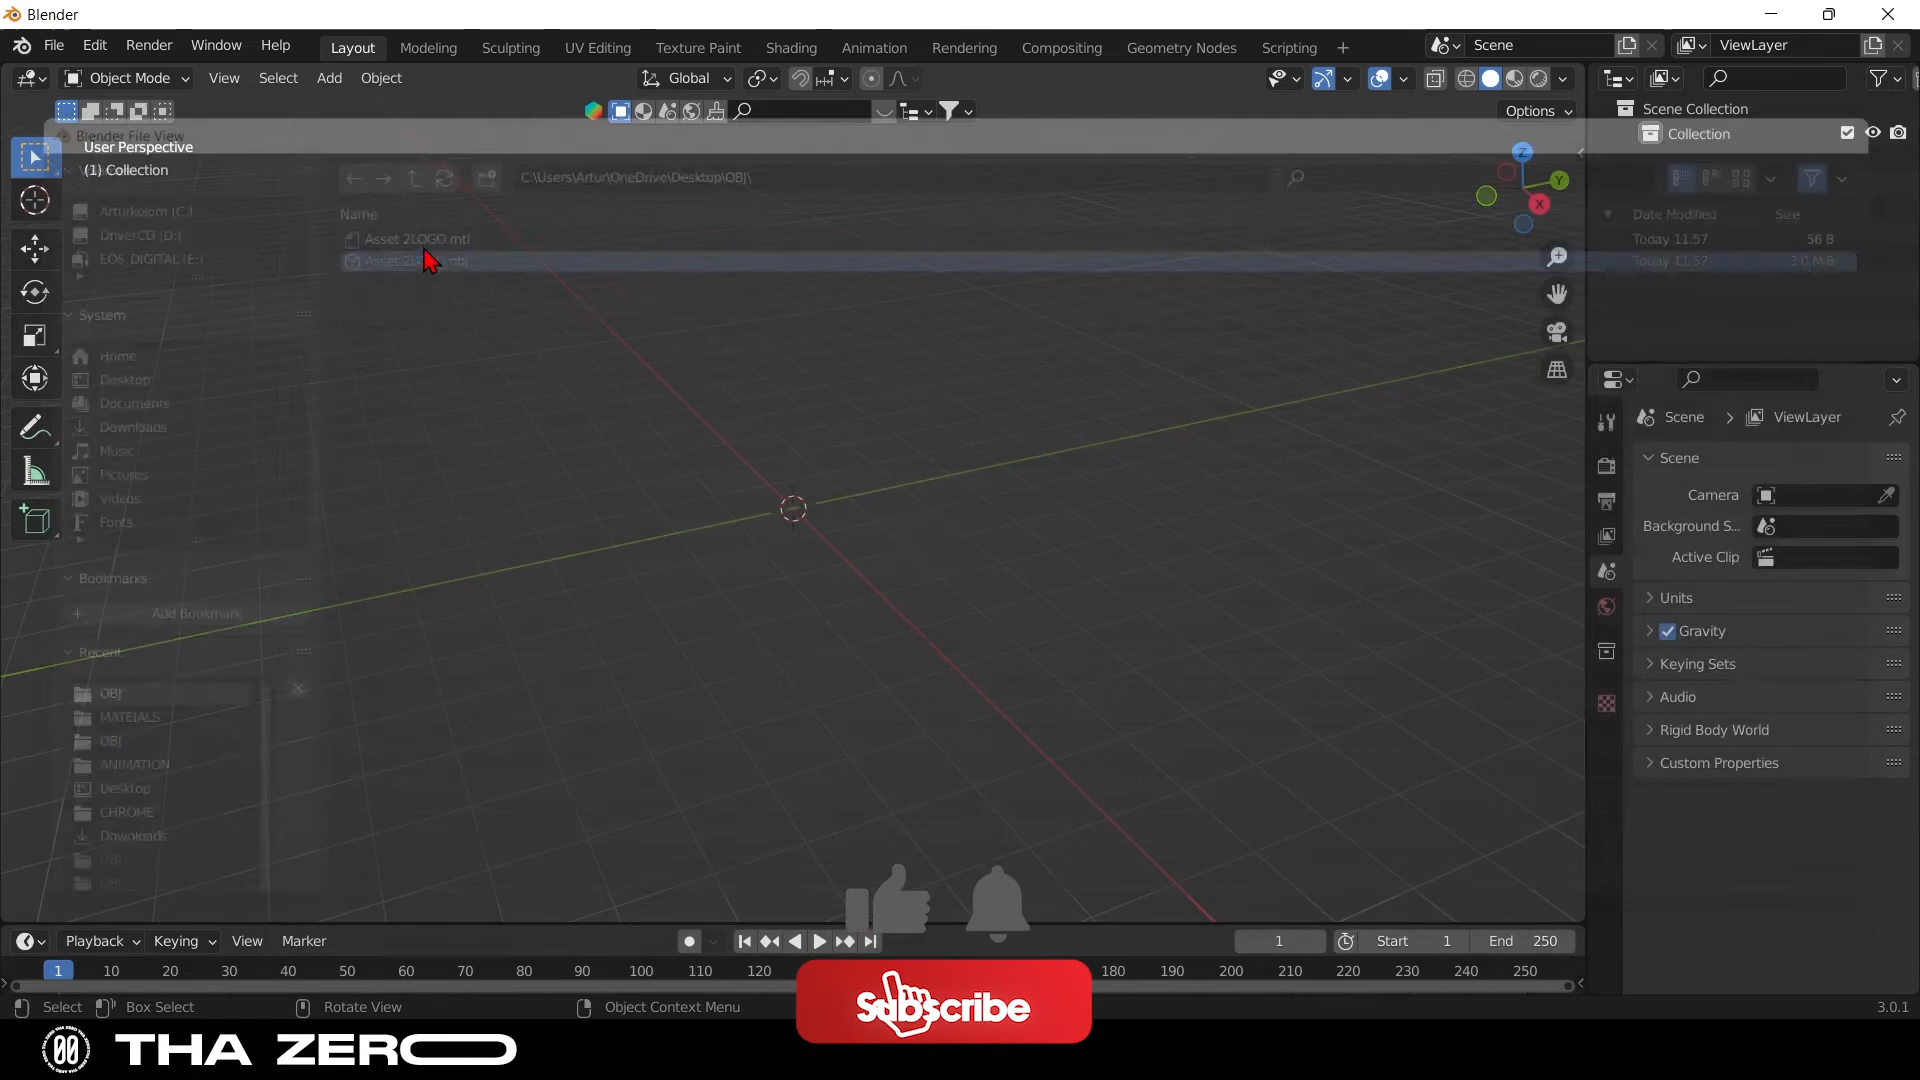 Blender
File Edit Render Window Help Layout Modeling Sculpting UV Editing Texture Paint Shading Animation Rendering Compositing Geometry Nodes Scripting + Scene ViewLayer
Object Mode View Select Add Object Global
Options
Scene Collection
Collection
Blender File View
User Perspective
(1) Collection
C:\Users\Artur\OneDrive\Desktop\OBJ\
Arturkoiom (C:)
DriverCD (D:)
EOS_DIGITAL (E:)
Name
Date Modified Size
Asset 2LOGO.mtl Today 11:57 56 B
Today 11:57 3.0 MiB
Z
Y
X
System
Home
Desktop
Documents
Downloads
Music
Pictures
Videos
Fonts
Bookmarks
Add Bookmark
Recent
OBJ
MATEIALS
OBJ
ANIMATION
Desktop
CHROME
Downloads
OBJ
Scene > ViewLayer
Scene
Camera
Background S...
Active Clip
Units
Gravity
Keying Sets
Audio
Rigid Body World
Custom Properties
Playback Keying View Marker
1 Start 1 End 250
1 10 20 30 40 50 60 70 80 90 100 110 120 180 190 200 210 220 230 240 250
Select Box Select Rotate View Object Context Menu
3.0.1
Subscribe
00 THA ZERO